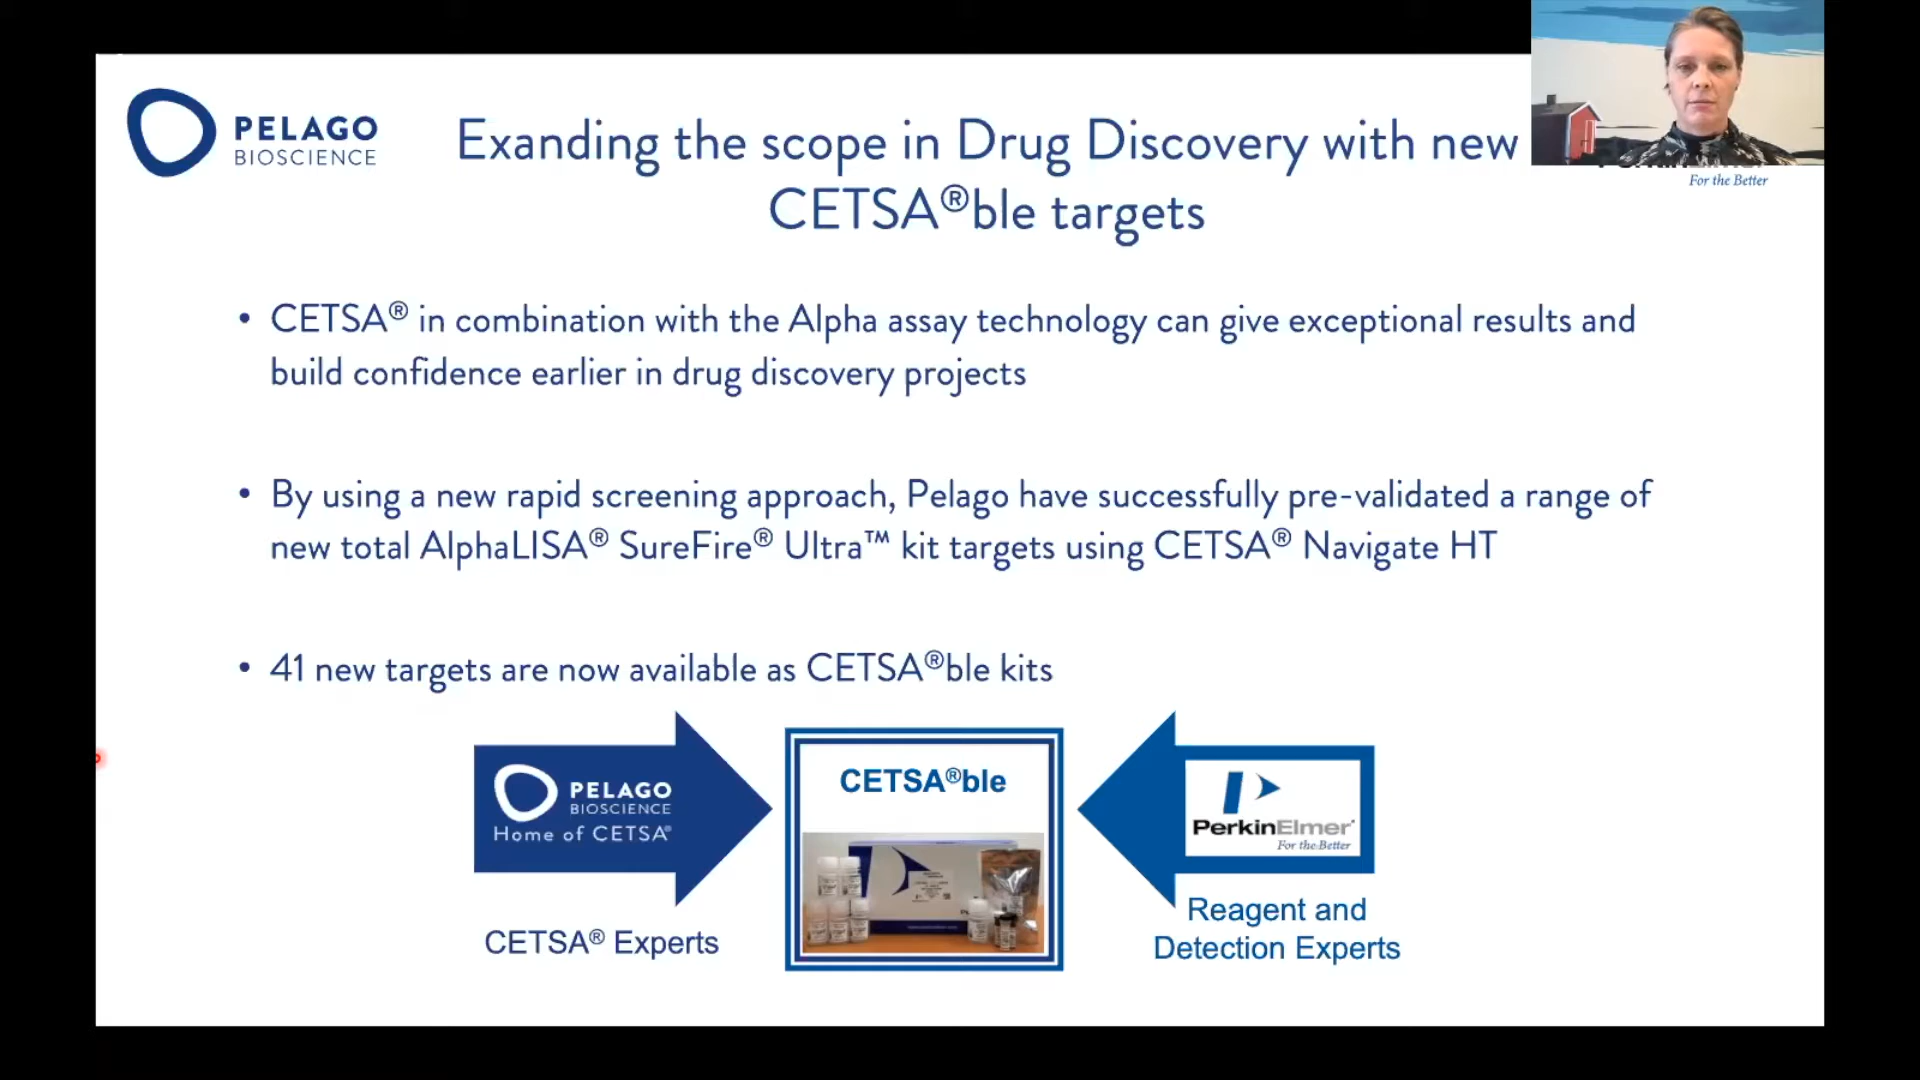 PELAGO
BIOSCIENCE
Exanding the scope in Drug Discovery with new
CETSA®ble targets
For the Better
• CETSA® in combination with the Alpha assay technology can give exceptional results and
build confidence earlier in drug discovery projects
• By using a new rapid screening approach, Pelago have successfully pre-validated a range of
new total AlphaLISA® SureFire® Ultra™ kit targets using CETSA® Navigate HT
• 41 new targets are now available as CETSA®ble kits
PELAGO
BIOSCIENCE
Home of CETSA®
CETSA® Experts
CETSA®ble
PerkinElmer®
For the Better
Reagent and
Detection Experts